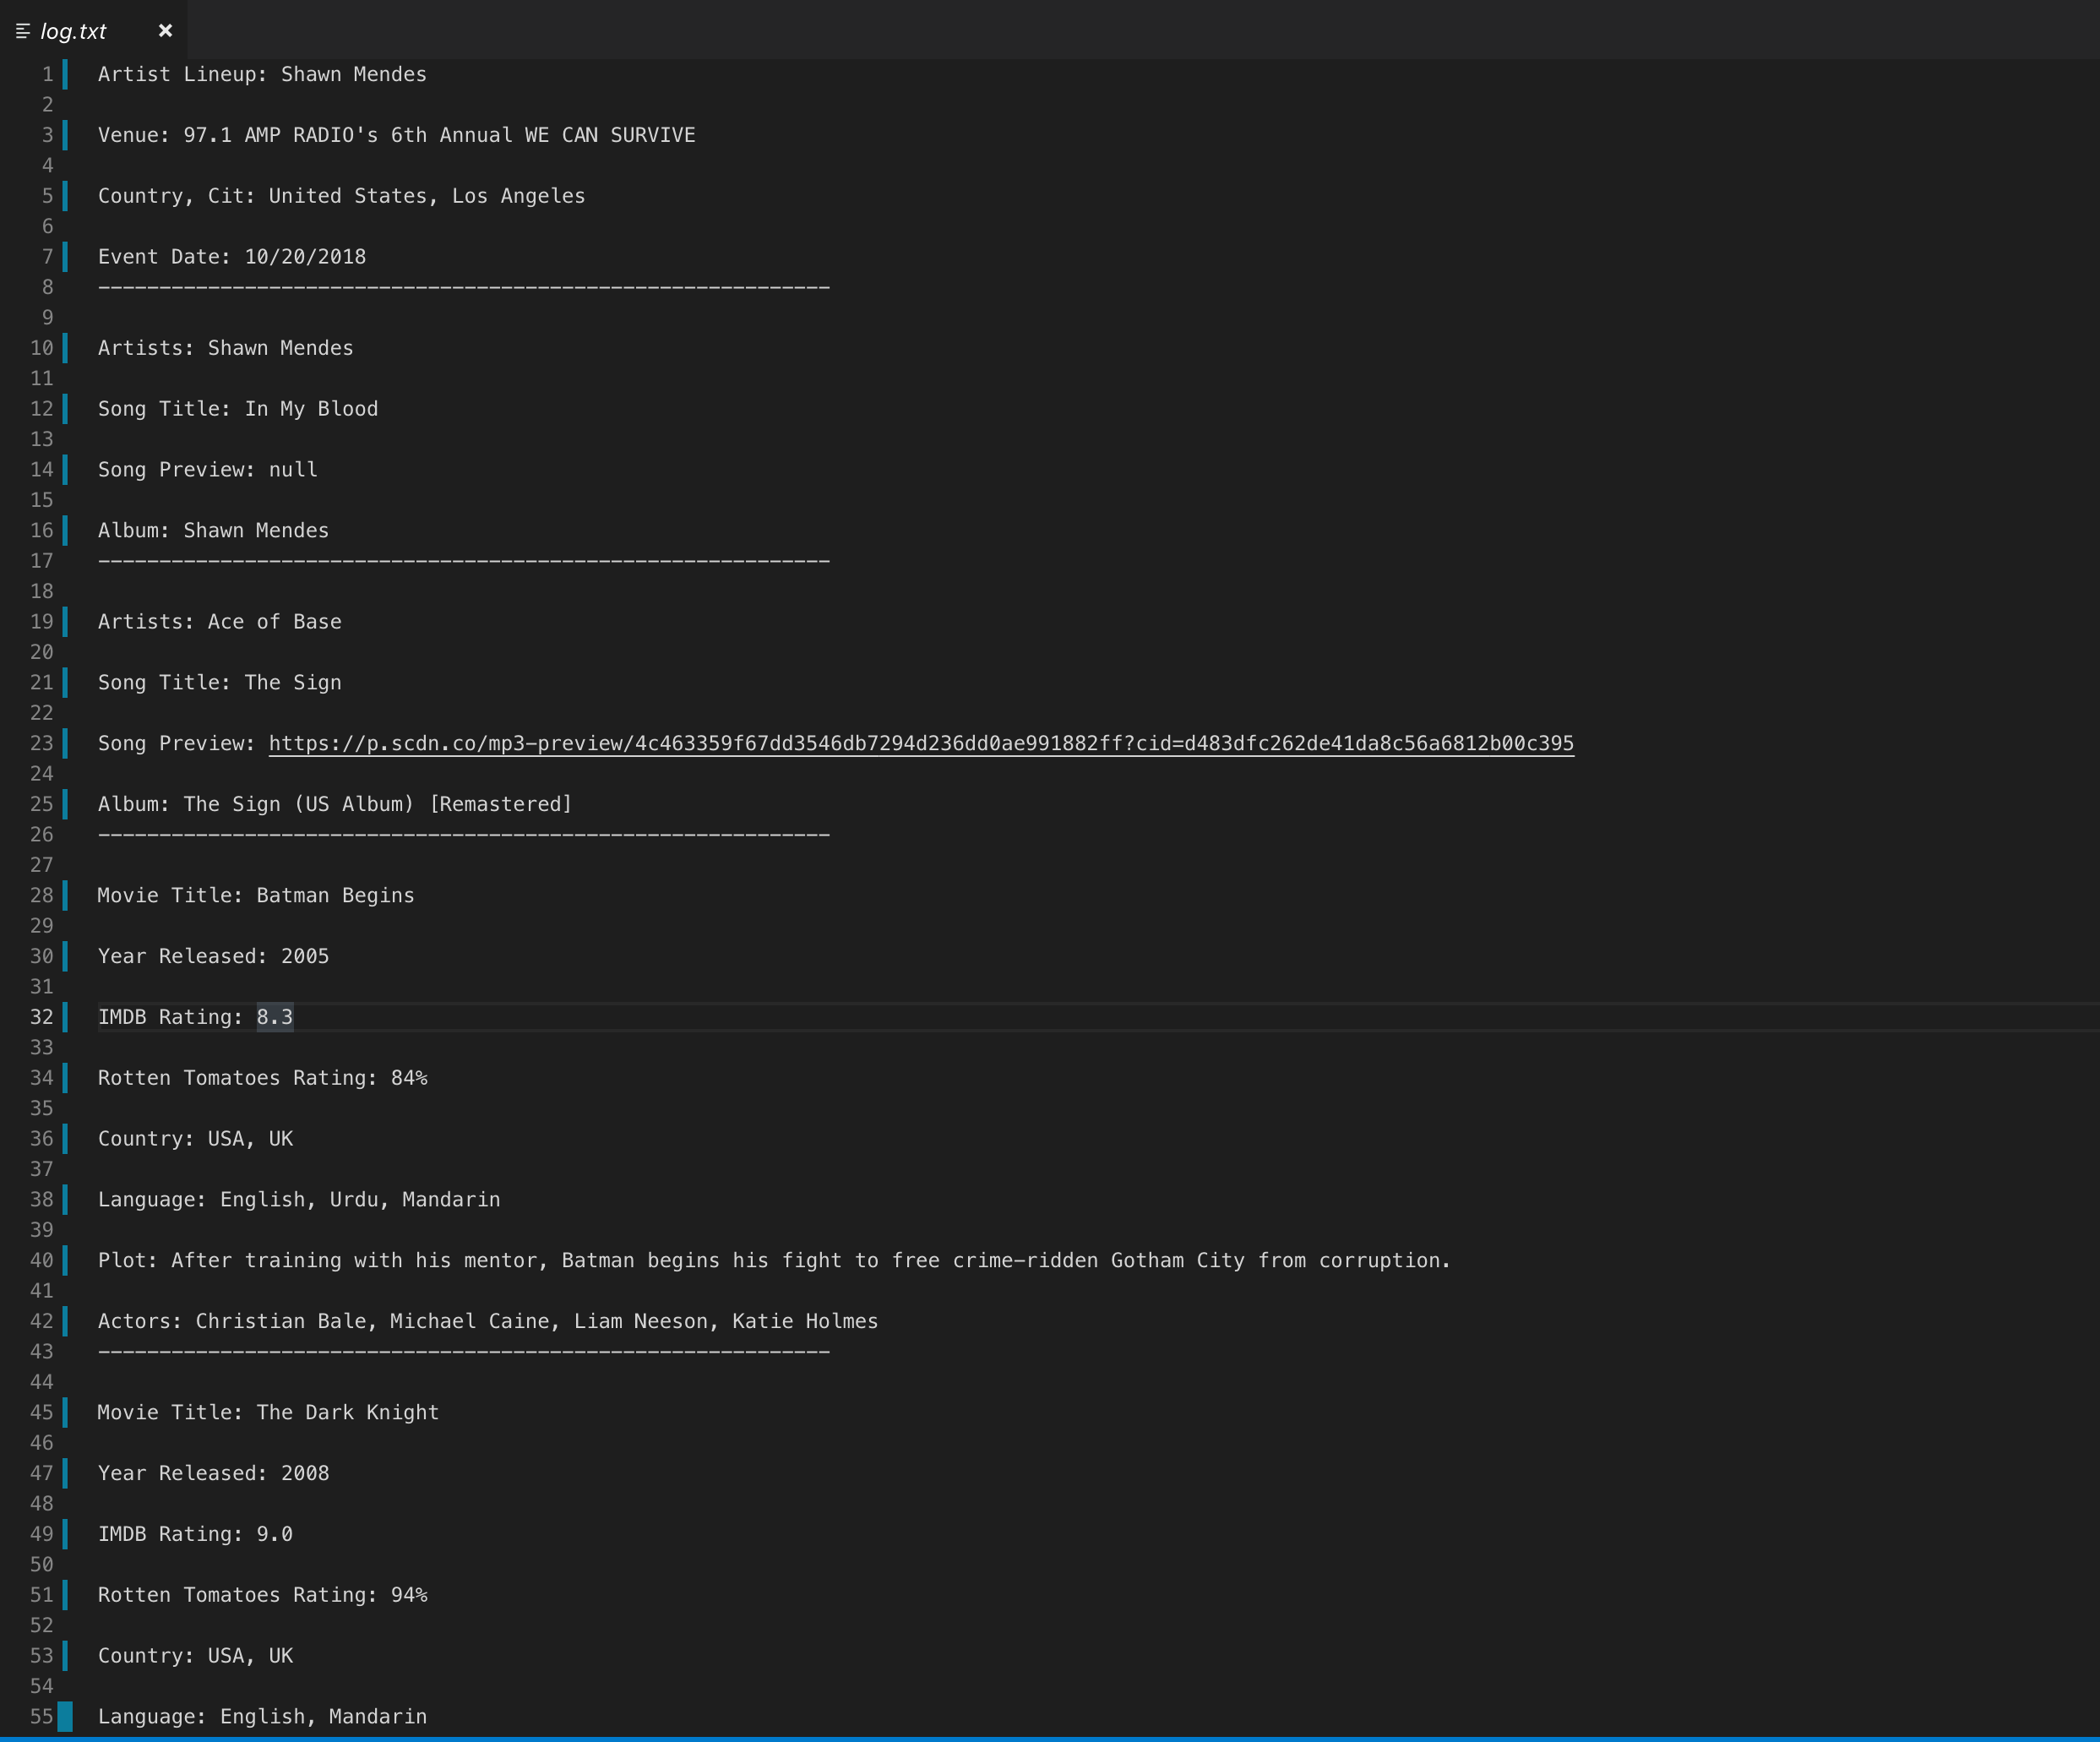 log.txt
1 Artist Lineup: Shawn Mendes
2
3 Venue: 97.1 AMP RADIO's 6th Annual WE CAN SURVIVE
4
5 Country, Cit: United States, Los Angeles
6
7 Event Date: 10/20/2018
8 ------------------------------------------------------------
9
10 Artists: Shawn Mendes
11
12 Song Title: In My Blood
13
14 Song Preview: null
15
16 Album: Shawn Mendes
17 ------------------------------------------------------------
18
19 Artists: Ace of Base
20
21 Song Title: The Sign
22
23 Song Preview: https://p.scdn.co/mp3-preview/4c463359f67dd3546db7294d236dd0ae991882ff?cid=d483dfc262de41da8c56a6812b00c395
24
25 Album: The Sign (US Album) [Remastered]
26 ------------------------------------------------------------
27
28 Movie Title: Batman Begins
29
30 Year Released: 2005
31
32 IMDB Rating: 8.3
33
34 Rotten Tomatoes Rating: 84%
35
36 Country: USA, UK
37
38 Language: English, Urdu, Mandarin
39
40 Plot: After training with his mentor, Batman begins his fight to free crime-ridden Gotham City from corruption.
41
42 Actors: Christian Bale, Michael Caine, Liam Neeson, Katie Holmes
43 ------------------------------------------------------------
44
45 Movie Title: The Dark Knight
46
47 Year Released: 2008
48
49 IMDB Rating: 9.0
50
51 Rotten Tomatoes Rating: 94%
52
53 Country: USA, UK
54
55 Language: English, Mandarin